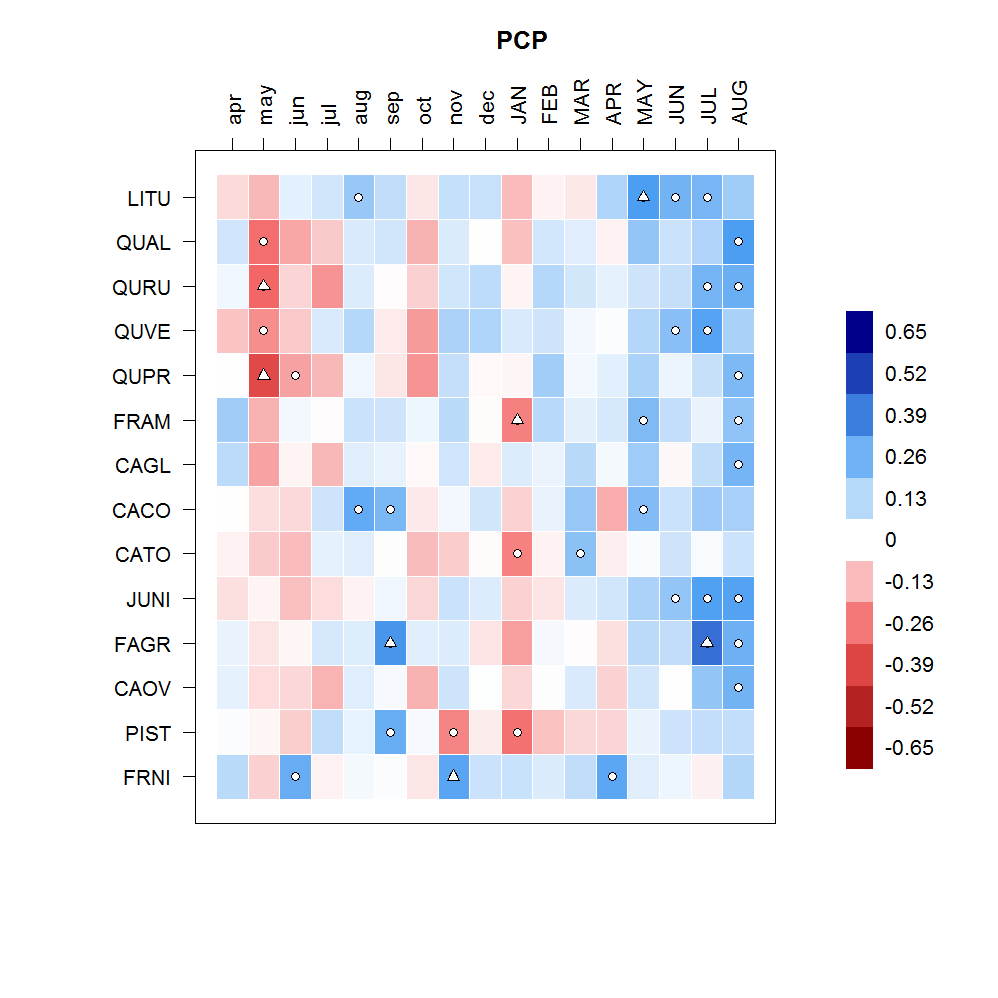 PCP
apr may jun jul aug sep oct nov dec JAN FEB MAR APR MAY JUN JUL AUG
LITU
QUAL
QURU
QUVE
QUPR
FRAM
CAGL
CACO
CATO
JUNI
FAGR
CAOV
PIST
FRNI
0.65
0.52
0.39
0.26
0.13
0
-0.13
-0.26
-0.39
-0.52
-0.65